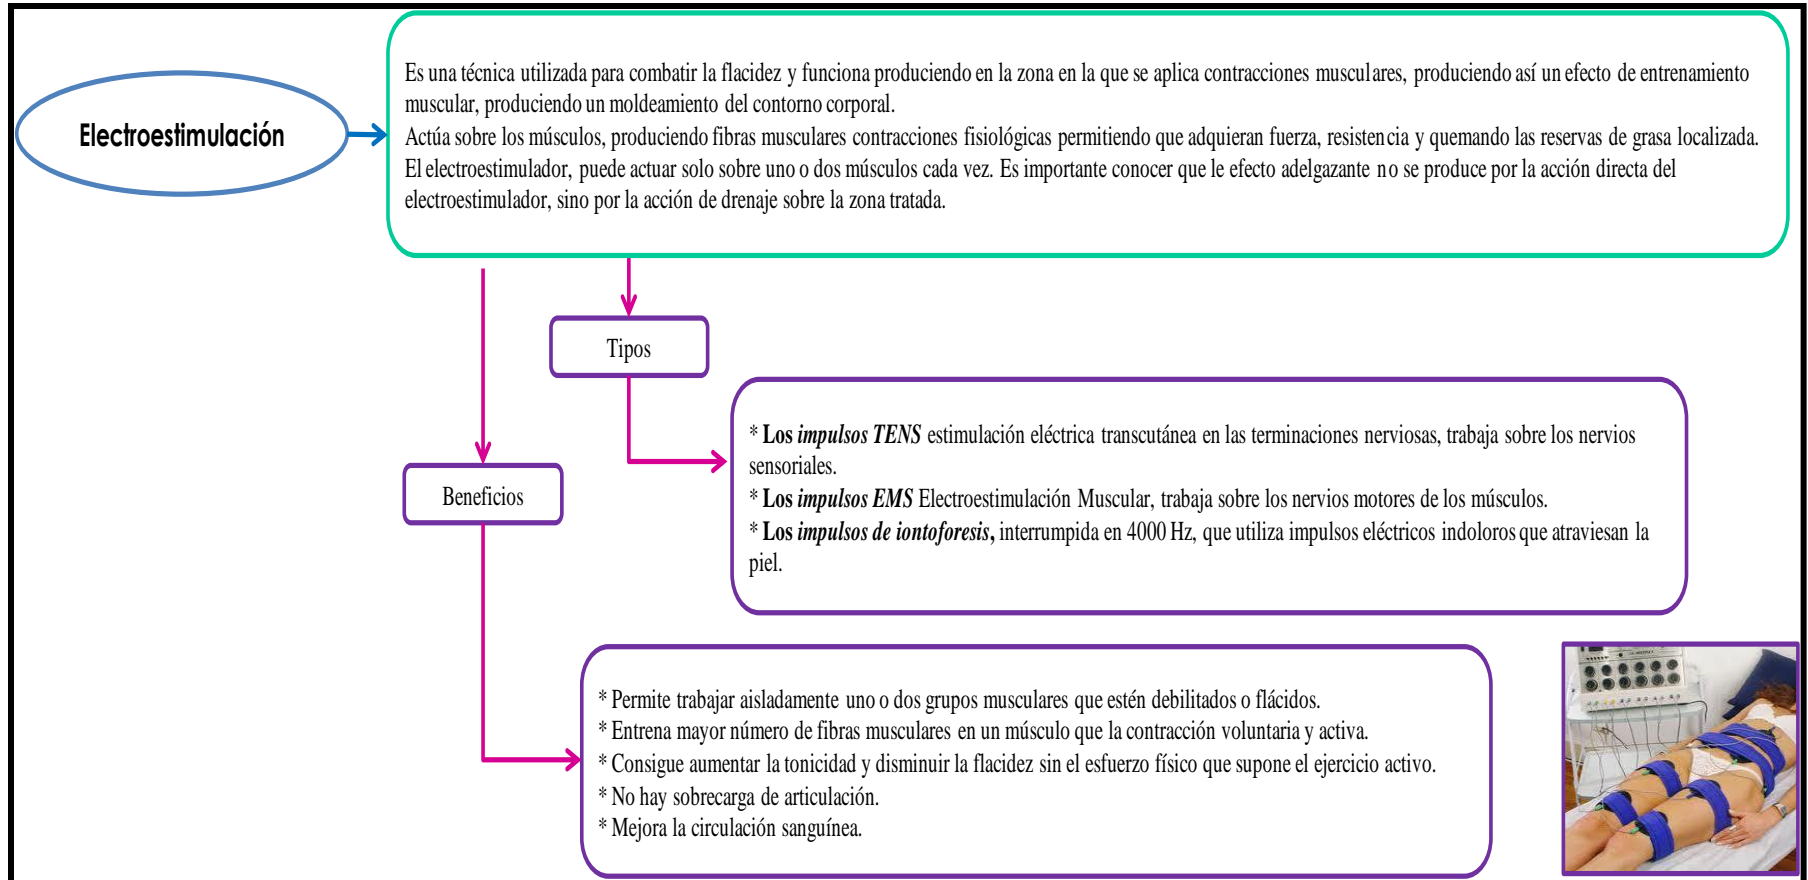 Electroestimulación
Es una técnica utilizada para combatir la flacidez y funciona produciendo en la zona en la que se aplica contracciones musculares, produciendo así un efecto de entrenamiento
muscular, produciendo un moldeamiento del contorno corporal.
Actúa sobre los músculos, produciendo fibras musculares contracciones fisiológicas permitiendo que adquieran fuerza, resistencia y quemando las reservas de grasa localizada.
El electroestimulador, puede actuar solo sobre uno o dos músculos cada vez. Es importante conocer que le efecto adelgazante no se produce por la acción directa del
electroestimulador, sino por la acción de drenaje sobre la zona tratada.
Tipos
* Los impulsos TENS estimulación eléctrica transcutánea en las terminaciones nerviosas, trabaja sobre los nervios
sensoriales.
* Los impulsos EMS Electroestimulación Muscular, trabaja sobre los nervios motores de los músculos.
* Los impulsos de iontoforesis, interrumpida en 4000 Hz, que utiliza impulsos eléctricos indoloros que atraviesan la
piel.
Beneficios
* Permite trabajar aisladamente uno o dos grupos musculares que estén debilitados o flácidos.
* Entrena mayor número de fibras musculares en un músculo que la contracción voluntaria y activa.
* Consigue aumentar la tonicidad y disminuir la flacidez sin el esfuerzo físico que supone el ejercicio activo.
* No hay sobrecarga de articulación.
* Mejora la circulación sanguínea.